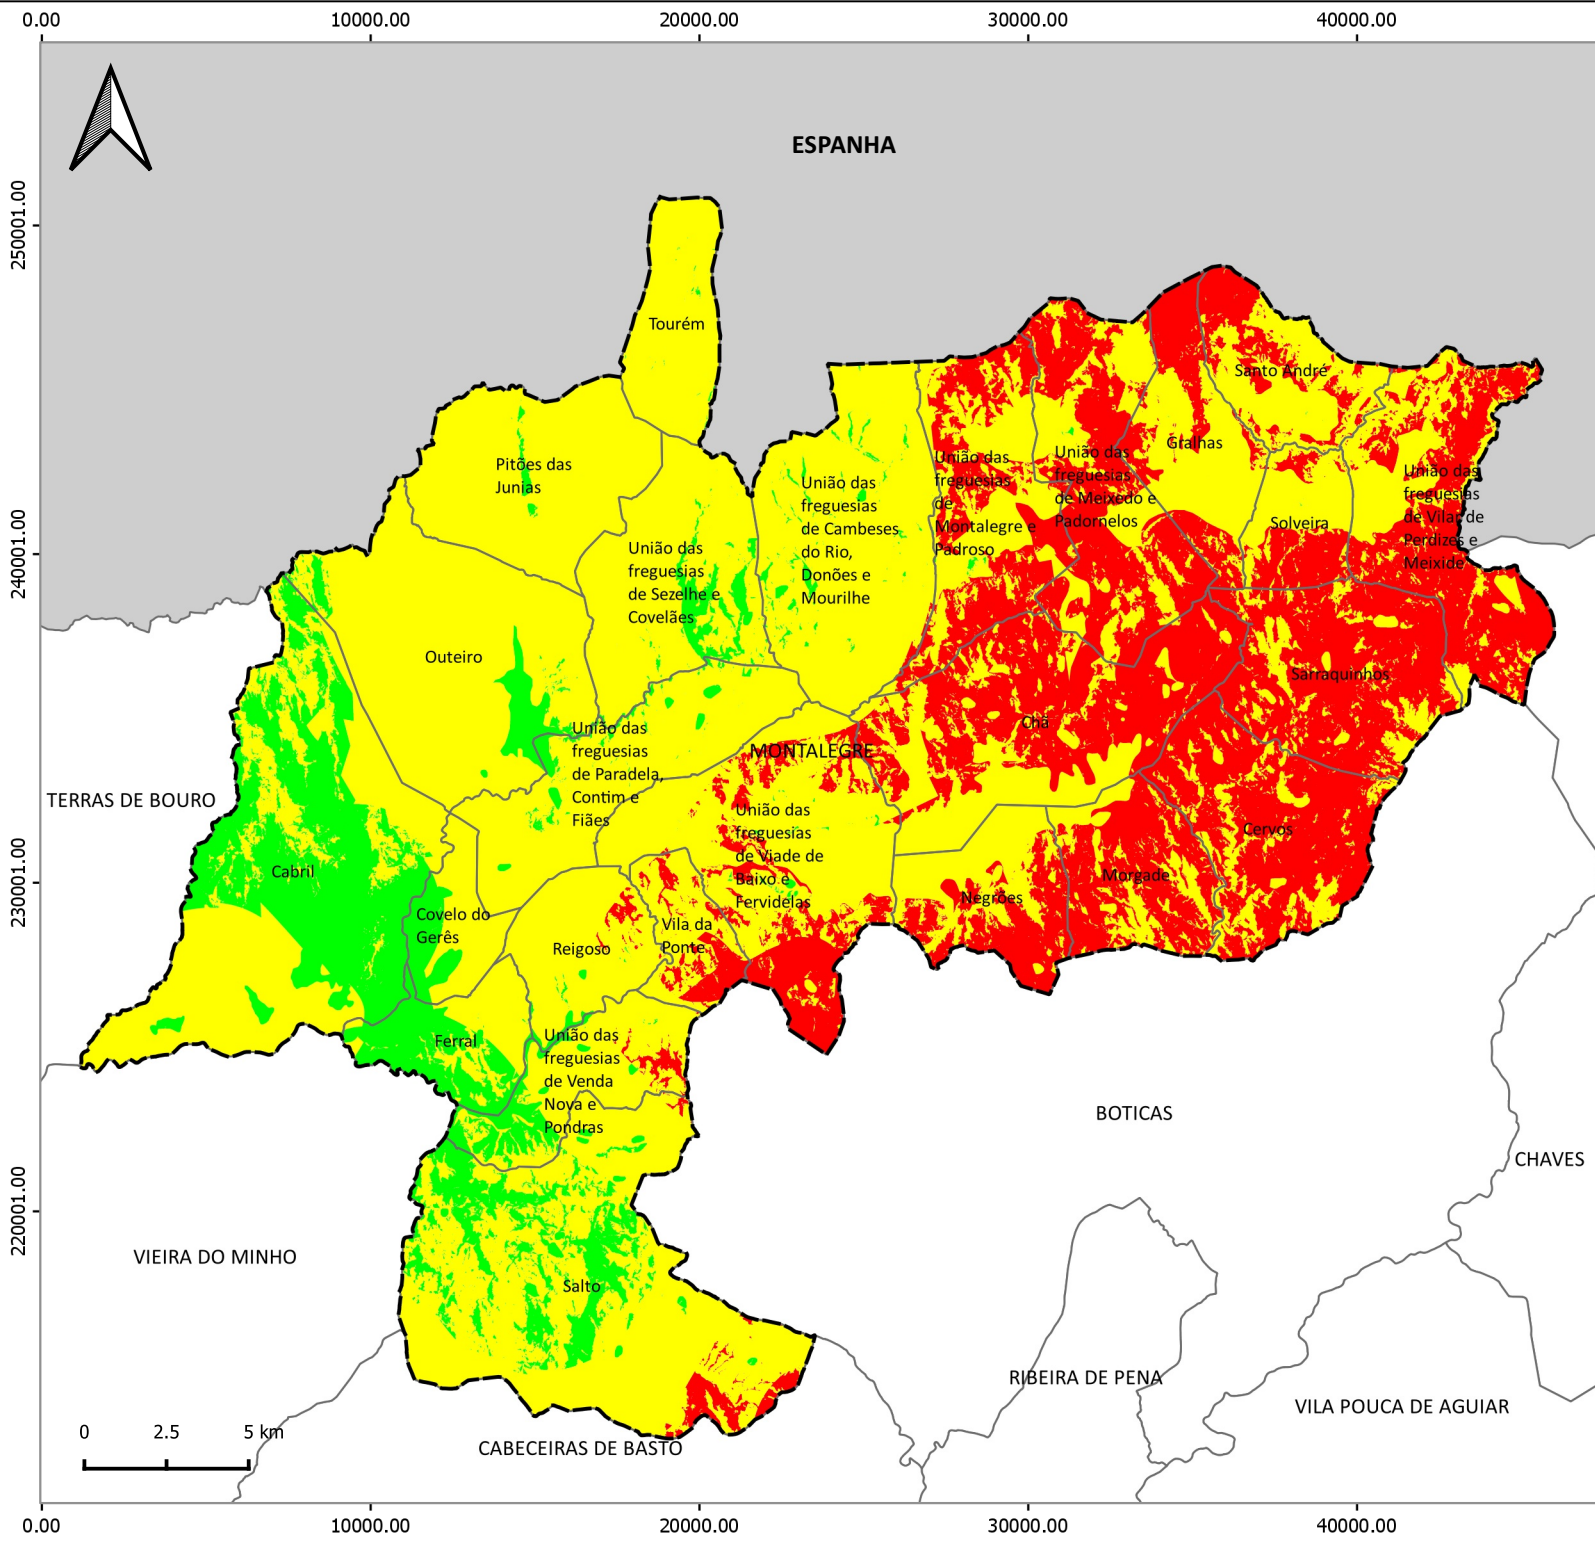 0.00
10000.00
20000.00
30000.00
40000.00
250001.00
240001.00
230001.00
220001.00
ESPANHA
Tourém
Santo André
Pitões das
Junias
Gralhas
União das
freguesias
de Cambeses
do Rio,
Donões e
Mourilhe
União das
freguesias
de
Montalegre e
Padroso
União das
freguesias
de Meixedo e
Padornelos
União das
freguesias
de Vilar de
Perdizes e
Meixide
Solveira
União das
freguesias
de Sezelhe e
Covelães
Outeiro
Sarraquinhos
União das
freguesias
de Paradela,
Contim e
Fiães
Chã
MONTALEGRE
TERRAS DE BOURO
União das
freguesias
de Viade de
Baixo e
Fervidelas
Cervos
Cabril
Morgade
Negrões
Covelo do
Gerês
Vila da
Ponte
Reigoso
Ferral
União das
freguesias
de Venda
Nova e
Pondras
BOTICAS
CHAVES
VIEIRA DO MINHO
Salto
RIBEIRA DE PENA
VILA POUCA DE AGUIAR
0 2.5 5 km
CABECEIRAS DE BASTO
0.00
10000.00
20000.00
30000.00
40000.00